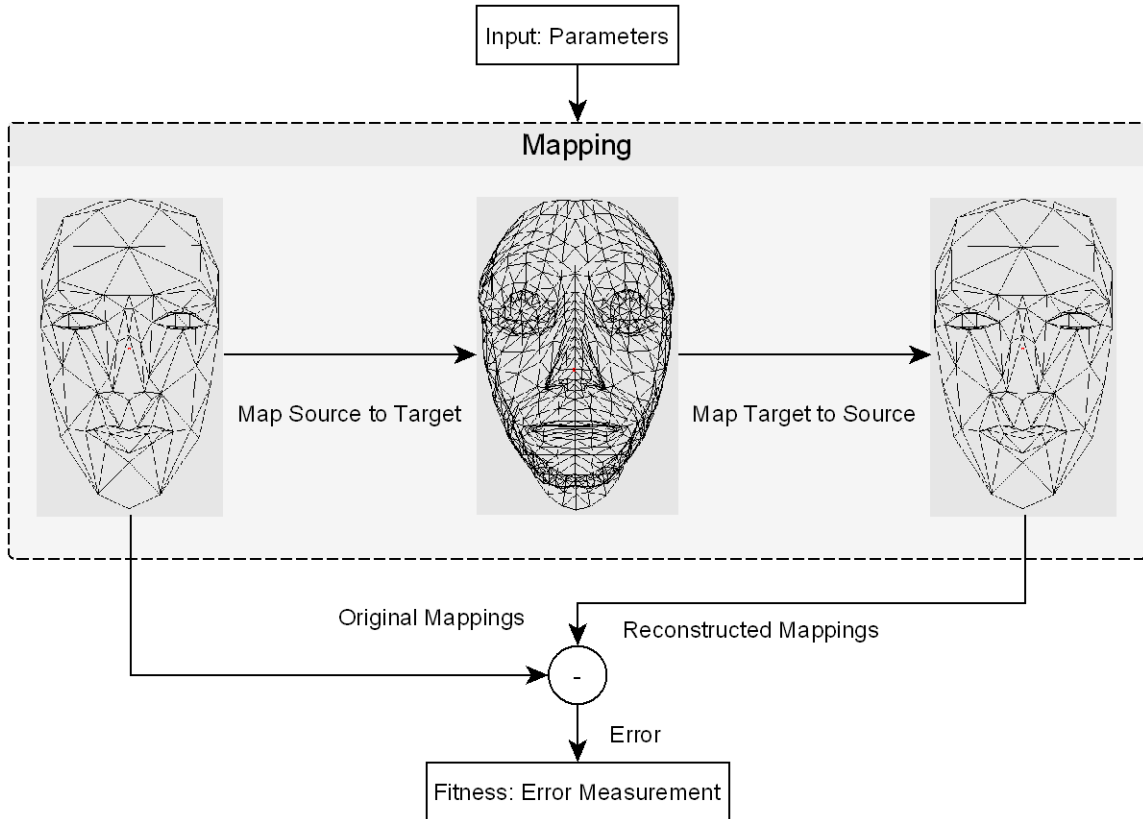 Input: Parameters
Mapping
Map Source to Target
Map Target to Source
Original Mappings
Reconstructed Mappings
-
Error
Fitness: Error Measurement